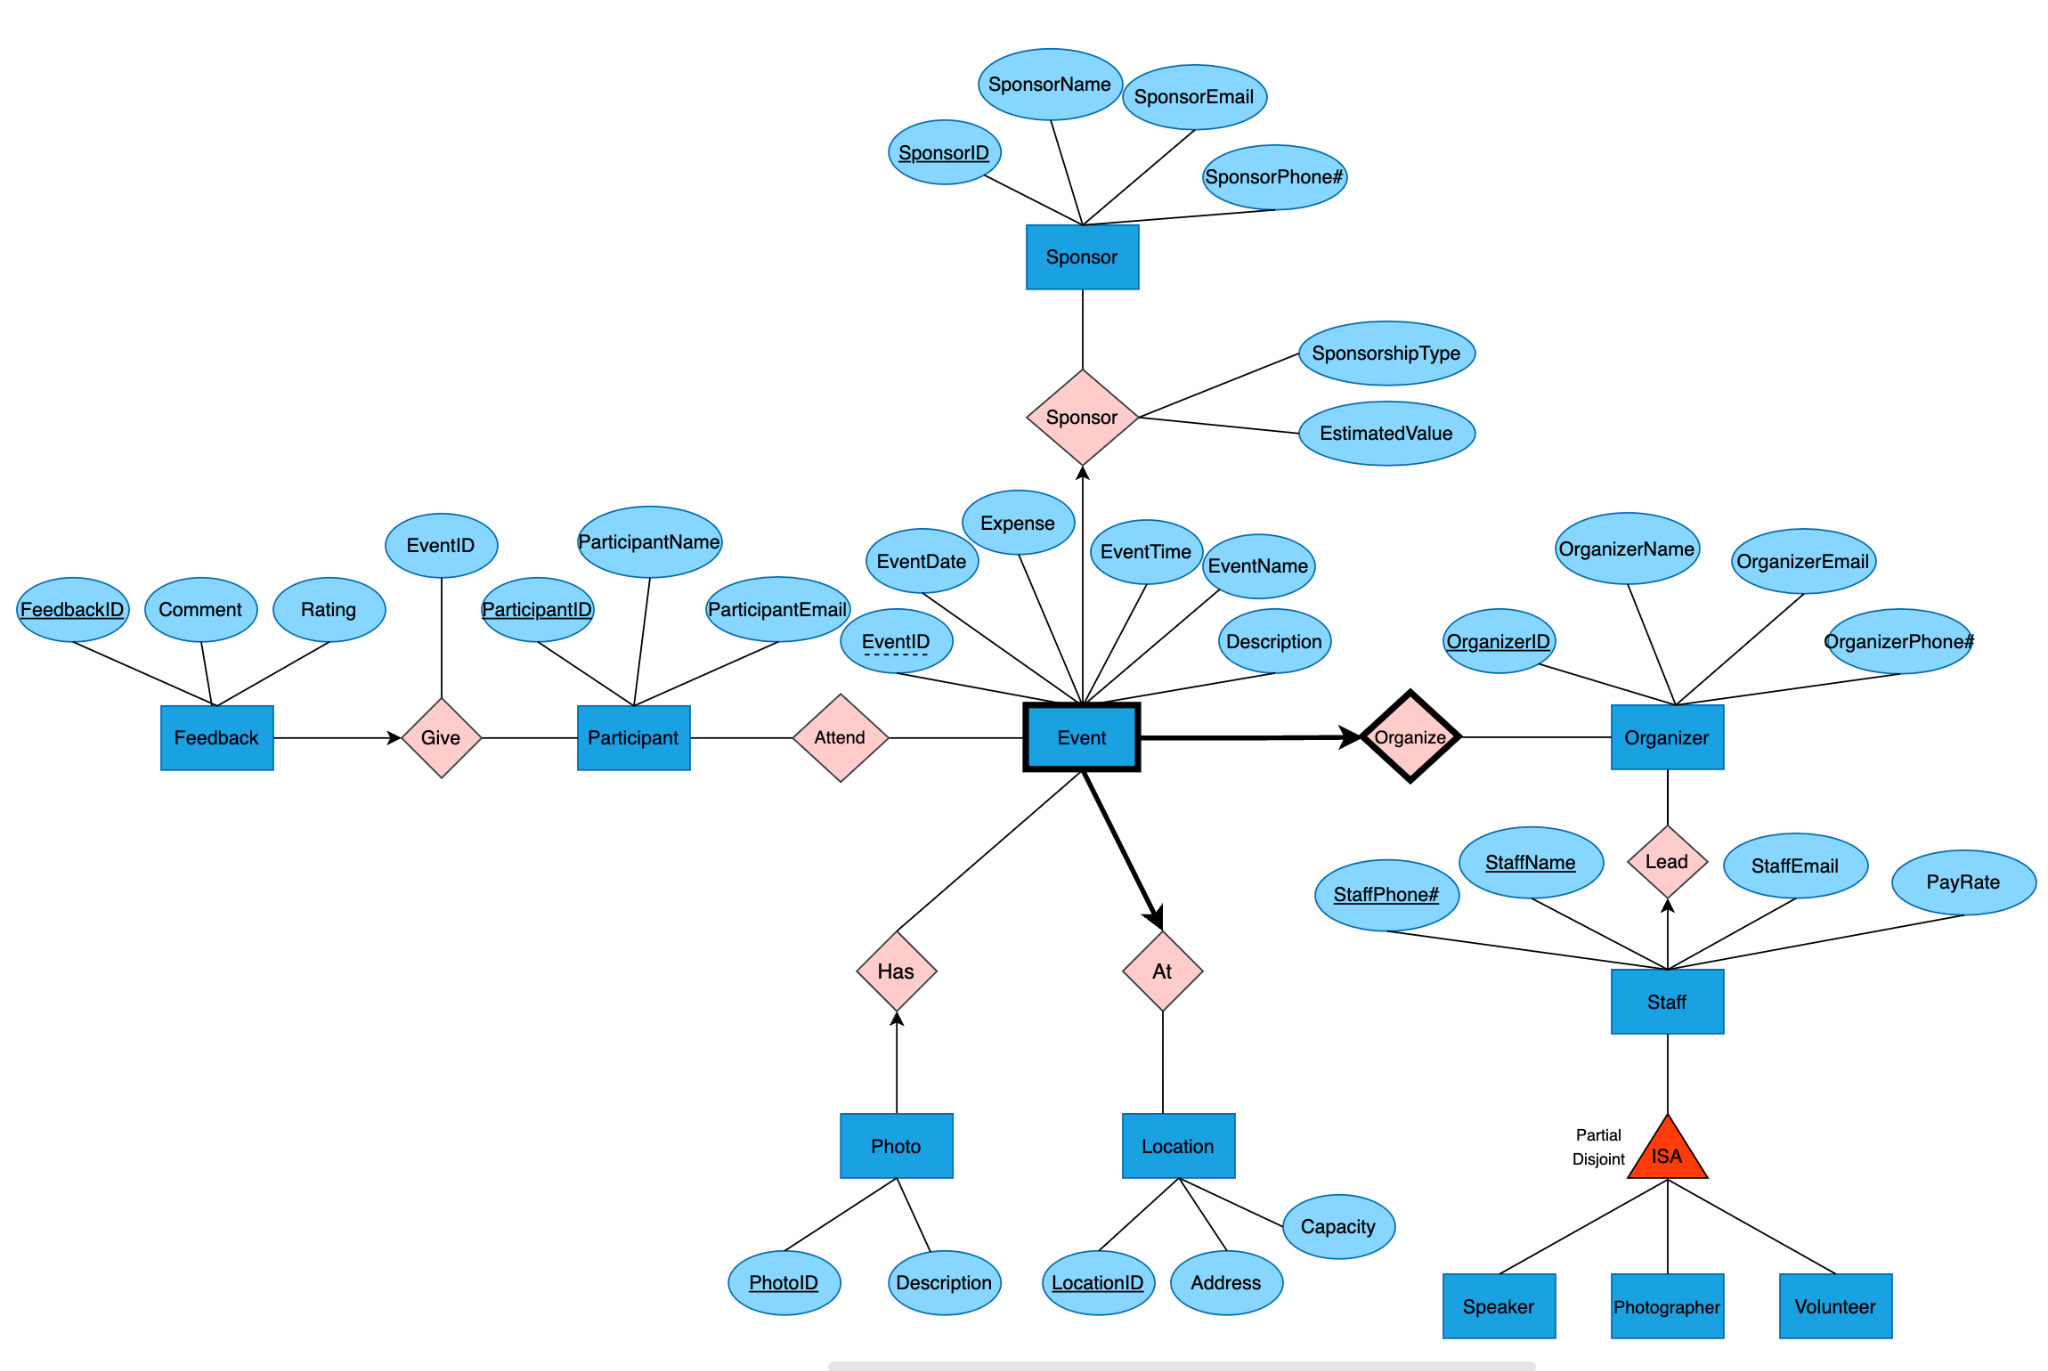 SponsorName
SponsorEmail
SponsorID
SponsorPhone#
Sponsor
SponsorshipType
Sponsor
EstimatedValue
Expense
EventDate
EventTime
EventName
EventID
Description
EventID
ParticipantName
FeedbackID
Comment
Rating
ParticipantID
ParticipantEmail
OrganizerName
OrganizerEmail
OrganizerID
OrganizerPhone#
Feedback
Give
Participant
Attend
Event
Organize
Organizer
Lead
StaffPhone#
StaffName
StaffEmail
PayRate
Staff
Has
At
Photo
Location
PhotoID
Description
LocationID
Address
Capacity
Partial
Disjoint
ISA
Speaker
Photographer
Volunteer